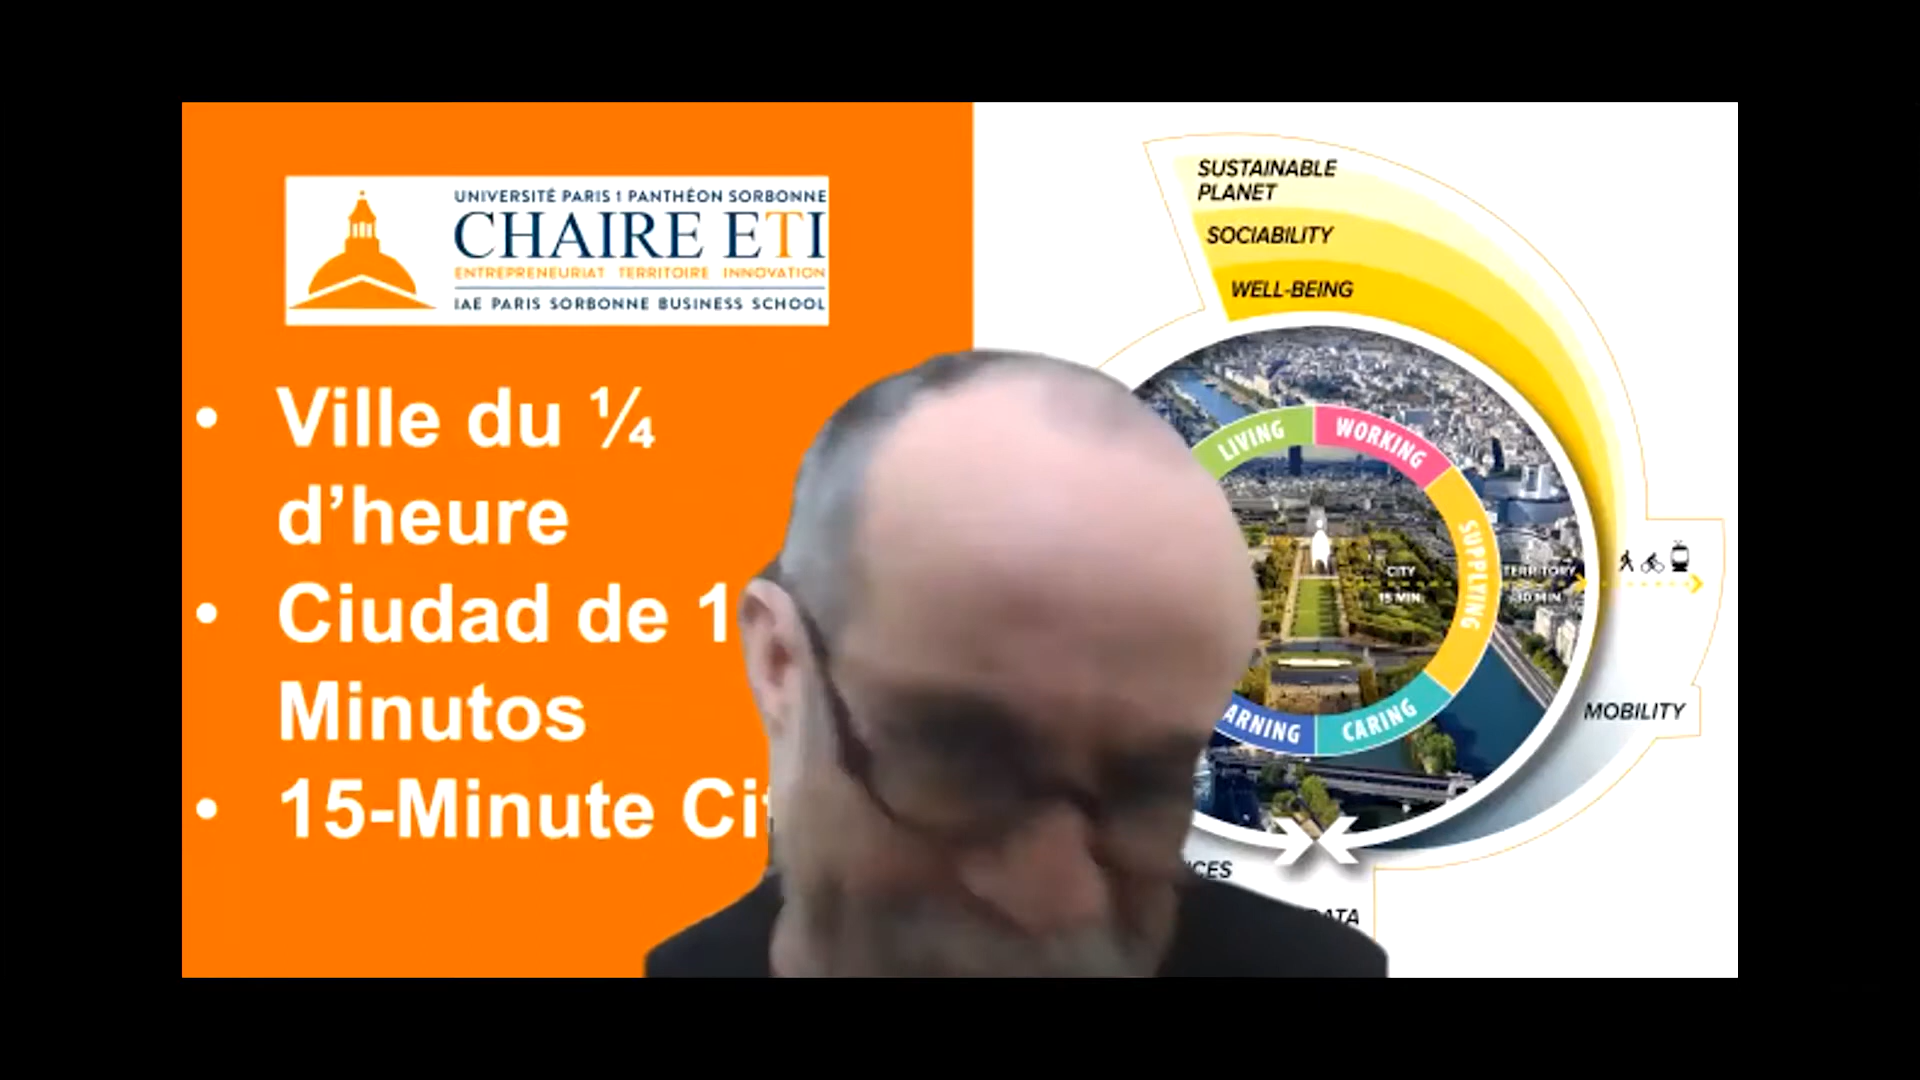 UNIVERSITÉ PARIS 1 PANTHÉON SORBONNE
CHAIRE ETI
ENTREPRENEURIAT TERRITOIRE INNOVATION
IAE PARIS SORBONNE BUSINESS SCHOOL
• Ville du ¼
d’heure
• Ciudad de 1
Minutos
• 15-Minute Ci
SUSTAINABLE
PLANET
SOCIABILITY
WELL-BEING
LIVING
WORKING
SUPPLYING
CARING
ARNING
CITY
15 MIN
TERRITORY
30 MIN
MOBILITY
CES
DATA